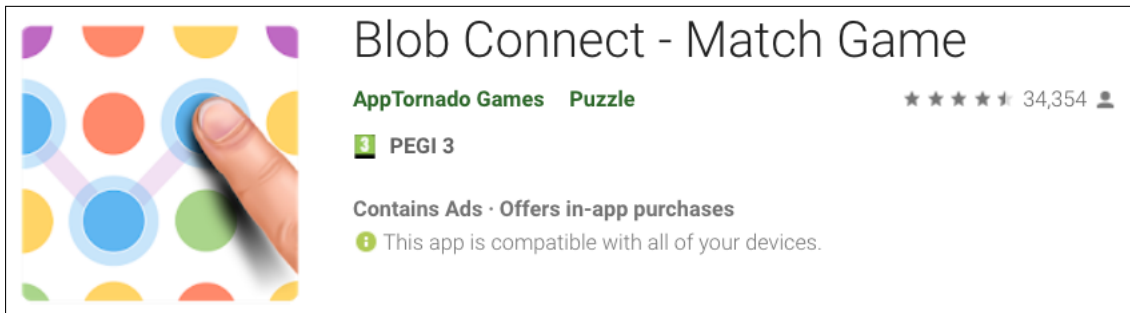 Blob Connect - Match Game
AppTornado Games Puzzle 34,354
3 PEGI 3
Contains Ads · Offers in-app purchases
This app is compatible with all of your devices.